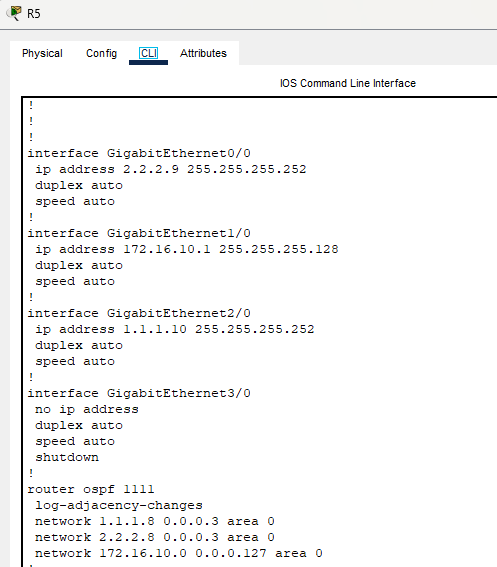 R5
Physical Config CLI Attributes
IOS Command Line Interface
!
!
!
interface GigabitEthernet0/0
 ip address 2.2.2.9 255.255.255.252
 duplex auto
 speed auto
!
interface GigabitEthernet1/0
 ip address 172.16.10.1 255.255.255.128
 duplex auto
 speed auto
!
interface GigabitEthernet2/0
 ip address 1.1.1.10 255.255.255.252
 duplex auto
 speed auto
!
interface GigabitEthernet3/0
 no ip address
 duplex auto
 speed auto
 shutdown
!
router ospf 1111
 log-adjacency-changes
 network 1.1.1.8 0.0.0.3 area 0
 network 2.2.2.8 0.0.0.3 area 0
 network 172.16.10.0 0.0.0.127 area 0
!